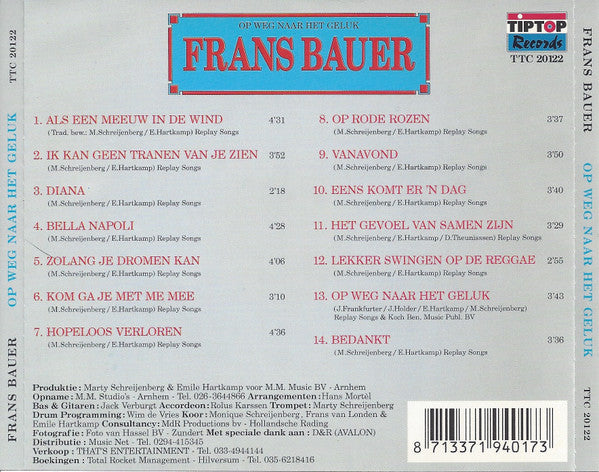 TTC 20122
OP WEG NAAR HET GELUK
FRANS BAUER
OP WEG NAAR HET GELUK
FRANS BAUER
TIPTOP
Records
TTC 20122
1. ALS EEN MEEUW IN DE WIND 4'31
(Trad. bew.: M.Schreijenberg / E.Hartkamp) Replay Songs
2. IK KAN GEEN TRANEN VAN JE ZIEN 3'52
(M.Schreijenberg / E.Hartkamp) Replay Songs
3. DIANA 2'18
(M.Schreijenberg / E.Hartkamp) Replay Songs
4. BELLA NAPOLI 4'28
(M.Schreijenberg / E.Hartkamp) Replay Songs
5. ZOLANG JE DROMEN KAN 4'06
(M.Schreijenberg / E.Hartkamp) Replay Songs
6. KOM GA JE MET ME MEE 3'10
(M.Schreijenberg / E.Hartkamp) Replay Songs
7. HOPELOOS VERLOREN 4'36
(M.Schreijenberg / E.Hartkamp) Replay Songs
8. OP RODE ROZEN 3'37
(M.Schreijenberg / E.Hartkamp) Replay Songs
9. VANAVOND 3'50
(M.Schreijenberg / E.Hartkamp) Replay Songs
10. EENS KOMT ER 'N DAG 3'40
(M.Schreijenberg / E.Hartkamp) Replay Songs
11. HET GEVOEL VAN SAMEN ZIJN 3'29
(M.Schreijenberg / E.Hartkamp / D.Theunisssen) Replay Songs
12. LEKKER SWINGEN OP DE REGGAE 2'55
(M.Schreijenberg / E.Hartkamp) Replay Songs
13. OP WEG NAAR HET GELUK 3'43
(J.Frankfurter / J.Holder / E.Hartkamp / M.Schreijenberg)
Replay Songs & Koch Ben. Music Publ. BV
14. BEDANKT 3'36
(M.Schreijenberg / E.Hartkamp) Replay Songs
Produktie : Marty Schreijenberg & Emile Hartkamp voor M.M. Music BV - Arnhem
Opname : M.M. Studio's - Arnhem - Tel. 026-3644866 Arrangementen : Hans Mortèl
Bas & Gitaren : Jack Verburgt Accordeon : Rolus Karssen Trompet : Marty Schreijenberg
Drum Programming : Wim de Vries Koor : Monique Schreijenberg, Frans van Londen &
Emile Hartkamp Consultancy : MdR Produktions bv - Hollandsche Rading
Fotografie : Foto van Hassel BV - Zundert Met speciale dank aan : D&R (AVALON)
Distributie : Music Net - Tel. 0294-415345
Verkoop : THAT'S ENTERTAINMENT - Tel. 033-4944144
Boekingen : Total Rocket Management - Hilversum - Tel. 035-6218416
8 713371 940173
FRANS BAUER
OP WEG NAAR HET GELUK
TTC 20122